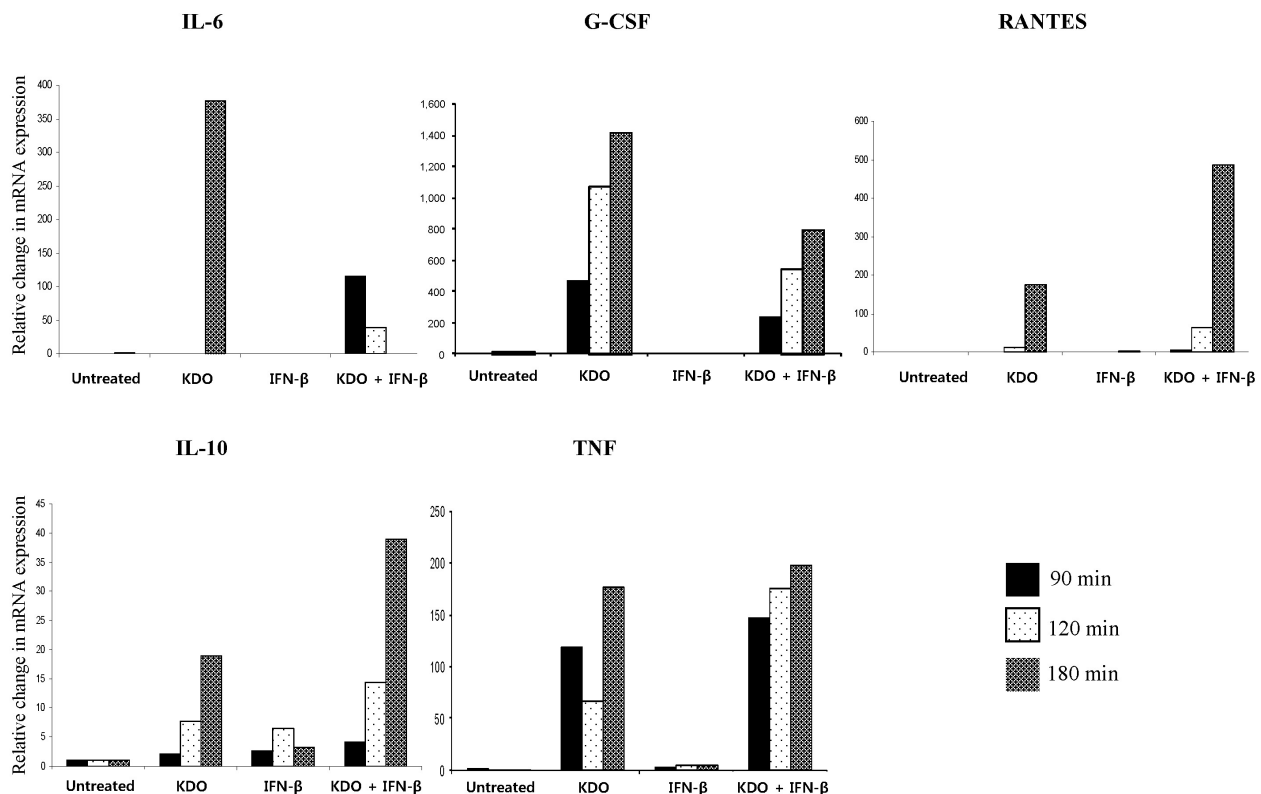 IL-6
G-CSF
RANTES
Relative change in mRNA expression
400
350
300
250
200
150
100
50
0
Untreated
KDO
IFN-β
KDO + IFN-β
1,600
1,400
1,200
1,000
800
600
400
200
0
Untreated
KDO
IFN-β
KDO + IFN-β
600
500
400
300
200
100
0
Untreated
KDO
IFN-β
KDO + IFN-β
IL-10
TNF
Relative change in mRNA expression
45
40
35
30
25
20
15
10
5
0
Untreated
KDO
IFN-β
KDO + IFN-β
250
200
150
100
50
0
Untreated
KDO
IFN-β
KDO + IFN-β
90 min
120 min
180 min